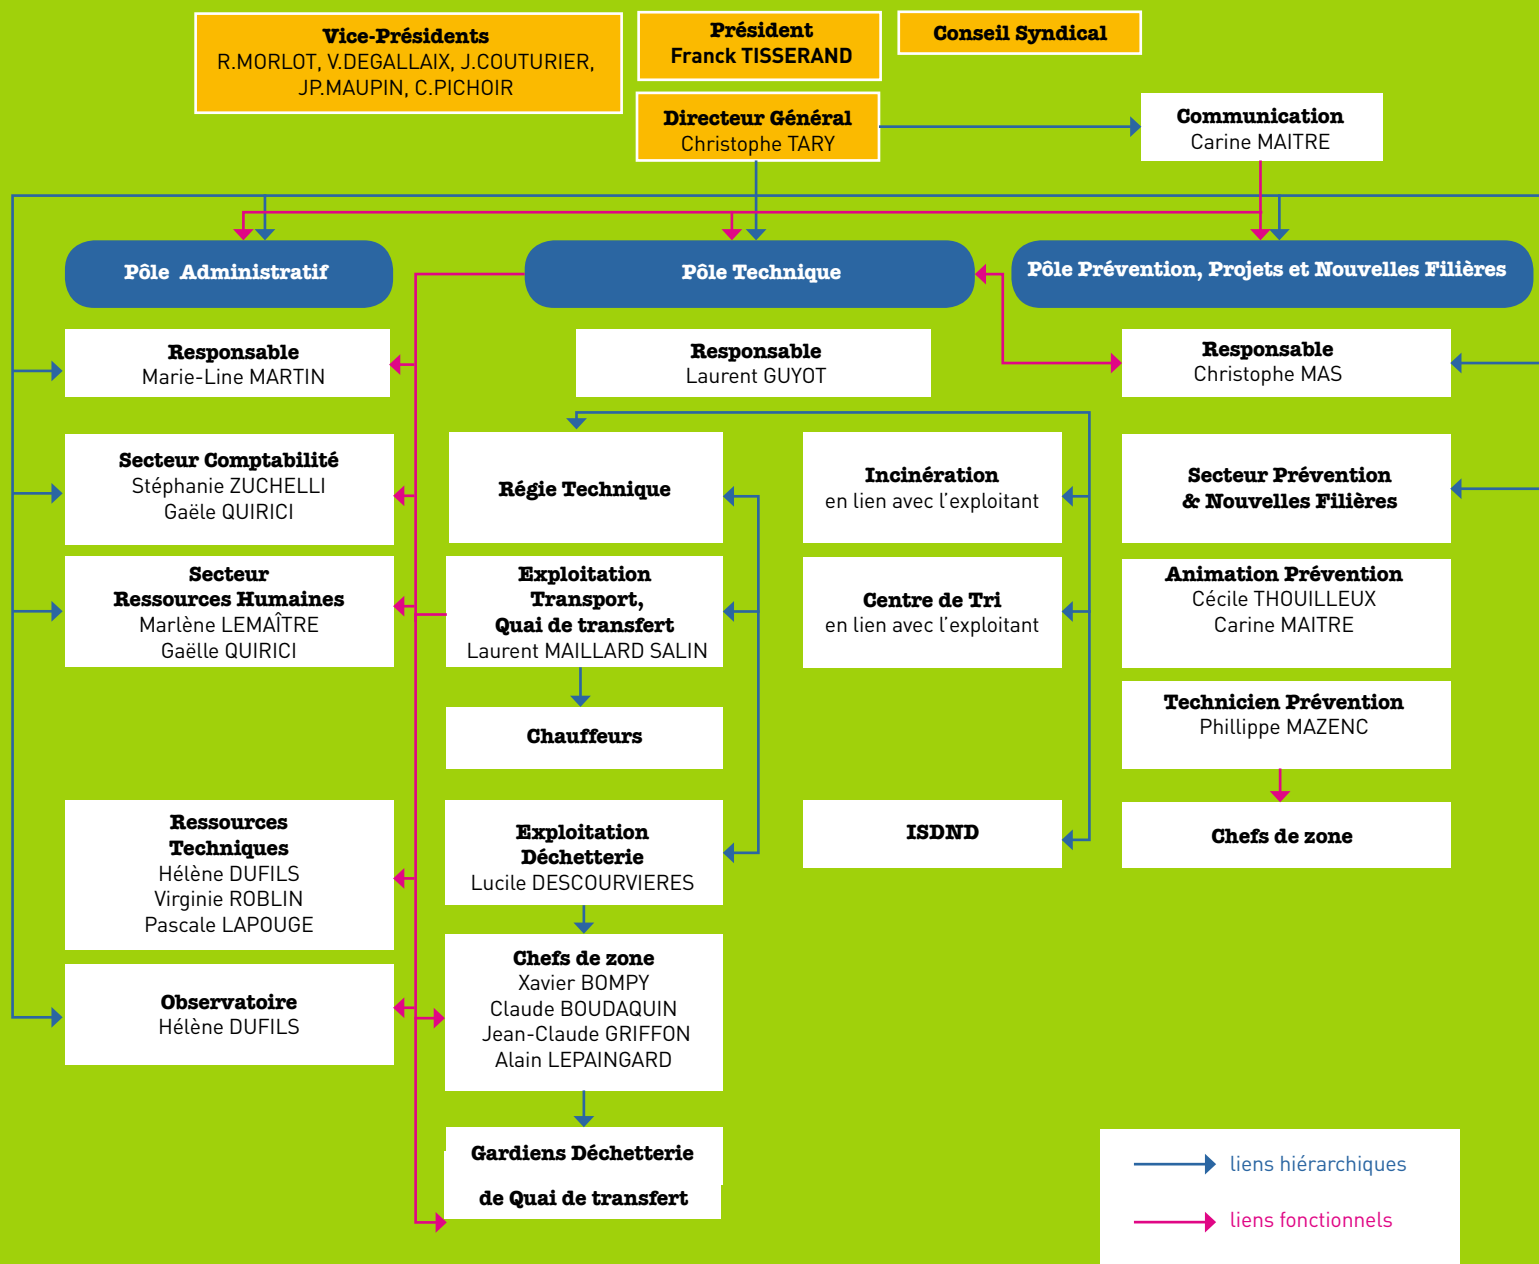 Vice-Présidents
R.MORLOT, V.DEGALLAIX, J.COUTURIER,
JP.MAUPIN, C.PICHOIR
Président
Franck TISSERAND
Conseil Syndical
Directeur Général
Christophe TARY
Communication
Carine MAITRE
Pôle Administratif
Pôle Technique
Pôle Prévention, Projets et Nouvelles Filières
Responsable
Marie-Line MARTIN
Responsable
Laurent GUYOT
Responsable
Christophe MAS
Secteur Comptabilité
Stéphanie ZUCHELLI
Gaële QUIRICI
Régie Technique
Incinération
en lien avec l'exploitant
Secteur Prévention
& Nouvelles Filières
Secteur
Ressources Humaines
Marlène LEMAÎTRE
Gaëlle QUIRICI
Exploitation
Transport,
Quai de transfert
Laurent MAILLARD SALIN
Centre de Tri
en lien avec l'exploitant
Animation Prévention
Cécile THOUILLEUX
Carine MAITRE
Chauffeurs
Technicien Prévention
Phillippe MAZENC
Ressources
Techniques
Hélène DUFILS
Virginie ROBLIN
Pascale LAPOUGE
Exploitation
Déchetterie
Lucile DESCOURVIERES
ISDND
Chefs de zone
Observatoire
Hélène DUFILS
Chefs de zone
Xavier BOMPY
Claude BOUDAQUIN
Jean-Claude GRIFFON
Alain LEPAINGARD
Gardiens Déchetterie
de Quai de transfert
liens hiérarchiques
liens fonctionnels